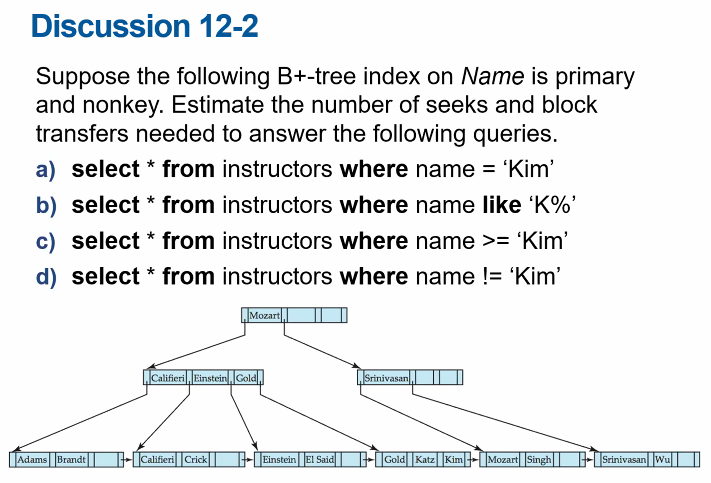 Discussion 12-2
Suppose the following B+-tree index on Name is primary
and nonkey. Estimate the number of seeks and block
transfers needed to answer the following queries.
a) select * from instructors where name = ‘Kim’
b) select * from instructors where name like ‘K%’
c) select * from instructors where name >= ‘Kim’
d) select * from instructors where name != ‘Kim’
Mozart
Califieri Einstein Gold Srinivasan
Adams Brandt Califieri Crick Einstein El Said Gold Katz Kim Mozart Singh Srinivasan Wu